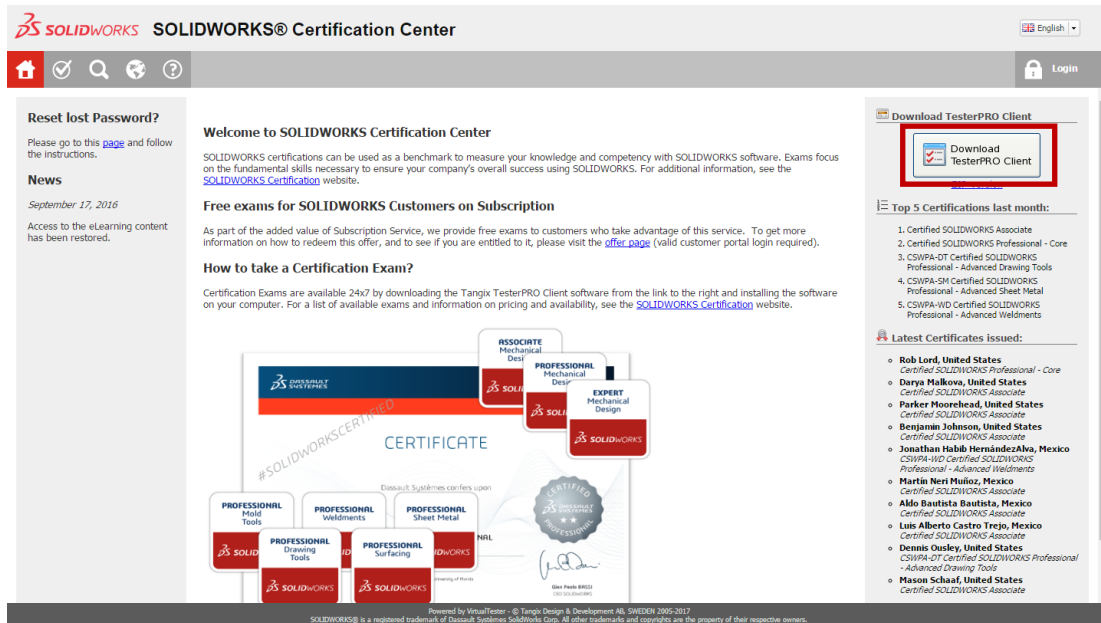 SOLIDWORKS SOLIDWORKS® Certification Center
English
Login
Reset lost Password?
Please go to this page and follow
the instructions.
News
September 17, 2016
Access to the eLearning content
has been restored.
Welcome to SOLIDWORKS Certification Center
SOLIDWORKS certifications can be used as a benchmark to measure your knowledge and competency with SOLIDWORKS software. Exams focus
on the fundamental skills necessary to ensure your company's overall success using SOLIDWORKS. For additional information, see the
SOLIDWORKS Certification website.
Free exams for SOLIDWORKS Customers on Subscription
As part of the added value of Subscription Service, we provide free exams to customers who take advantage of this service. To get more
information on how to redeem this offer, and to see if you are entitled to it, please visit the offer page (valid customer portal login required).
How to take a Certification Exam?
Certification Exams are available 24x7 by downloading the Tangix TesterPRO Client software from the link to the right and installing the software
on your computer. For a list of available exams and information on pricing and availability, see the SOLIDWORKS Certification website.
DASSAULT
SYSTEMES
#SOLIDWORKSCERTIFIED
CERTIFICATE
Dassault Systèmes confers upon
ASSOCIATE
Mechanical
PROFESSIONAL
Mechanical
EXPERT
Mechanical
Design
SOLIDWORKS
PROFESSIONAL
Mold
Tools
PROFESSIONAL
Weldments
PROFESSIONAL
Sheet Metal
PROFESSIONAL
Drawing
Tools
SOLIDWORKS
PROFESSIONAL
Surfacing
SOLIDWORKS
CERTIFIED
DASSAULT
SYSTEMES
PROFESSIONAL
Gian Paolo BASSI
CEO SOLIDWORKS
Download TesterPRO Client
Download
TesterPRO Client
Top 5 Certifications last month:
1. Certified SOLIDWORKS Associate
2. Certified SOLIDWORKS Professional - Core
3. CSWPA-DT Certified SOLIDWORKS
Professional - Advanced Drawing Tools
4. CSWPA-SM Certified SOLIDWORKS
Professional - Advanced Sheet Metal
5. CSWPA-WD Certified SOLIDWORKS
Professional - Advanced Weldments
Latest Certificates issued:
Rob Lord, United States
Certified SOLIDWORKS Professional - Core
Darya Malkova, United States
Certified SOLIDWORKS Associate
Parker Moorehead, United States
Certified SOLIDWORKS Associate
Benjamin Johnson, United States
Certified SOLIDWORKS Associate
Jonathan Habib HernándezAlva, Mexico
CSWPA-WD Certified SOLIDWORKS
Professional - Advanced Weldments
Martín Neri Muñoz, Mexico
Certified SOLIDWORKS Associate
Aldo Bautista Bautista, Mexico
Certified SOLIDWORKS Associate
Luis Alberto Castro Trejo, Mexico
Certified SOLIDWORKS Associate
Dennis Ousley, United States
CSWPA-DT Certified SOLIDWORKS Professional
- Advanced Drawing Tools
Mason Schaaf, United States
Certified SOLIDWORKS Associate
Powered by VirtualTester - © Tangix Design & Development AB, SWEDEN 2005-2017
SOLIDWORKS® is a registered trademark of Dassault Systèmes SolidWorks Corp. All other trademarks and copyrights are the property of their respective owners.